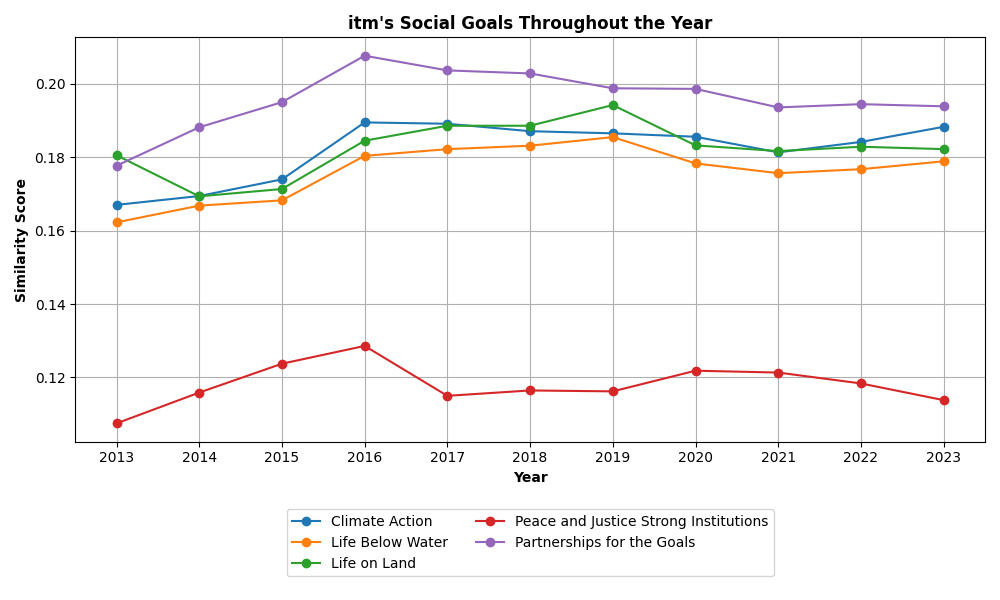 itm's Social Goals Throughout the Year
Similarity Score
0.20
0.18
0.16
0.14
0.12
2013 2014 2015 2016 2017 2018 2019 2020 2021 2022 2023
Year
Climate Action
Life Below Water
Life on Land
Peace and Justice Strong Institutions
Partnerships for the Goals